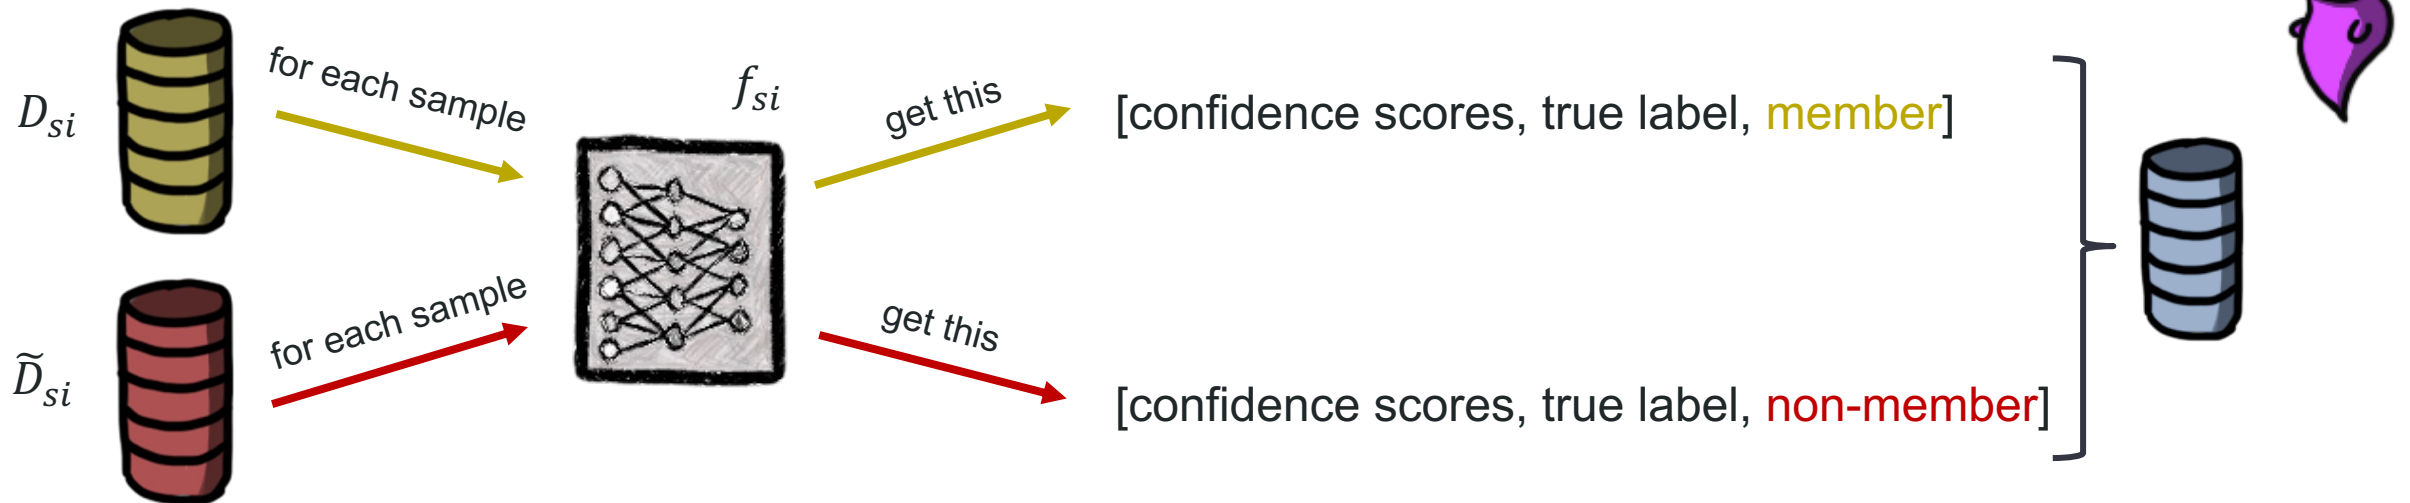 D_si
for each sample
f_si
get this
[confidence scores, true label, member]
D̃_si
for each sample
get this
[confidence scores, true label, non-member]